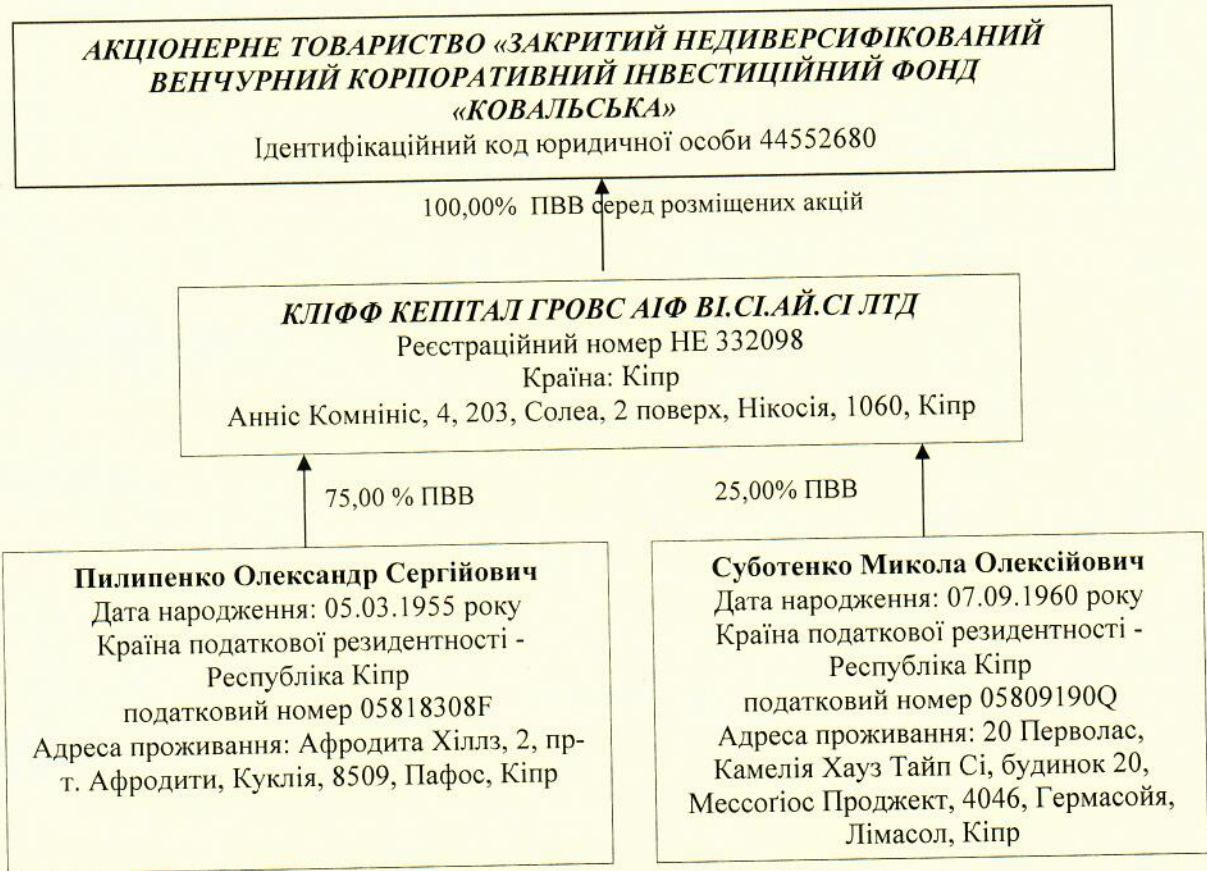 АКЦІОНЕРНЕ ТОВАРИСТВО «ЗАКРИТИЙ НЕДИВЕРСИФІКОВАНИЙ
ВЕНЧУРНИЙ КОРПОРАТИВНИЙ ІНВЕСТИЦІЙНИЙ ФОНД
«КОВАЛЬСЬКА»
Ідентифікаційний код юридичної особи 44552680
100,00% ПВВ серед розміщених акцій
КЛІФФ КЕПІТАЛ ГРОВС АІФ ВІ.СІ.АЙ.СІ ЛТД
Реєстраційний номер НЕ 332098
Країна: Кіпр
Анніс Комнініс, 4, 203, Солеа, 2 поверх, Нікосія, 1060, Кіпр
75,00 % ПВВ
25,00% ПВВ
Пилипенко Олександр Сергійович
Дата народження: 05.03.1955 року
Країна податкової резидентності -
Республіка Кіпр
податковий номер 05818308F
Адреса проживання: Афродита Хіллз, 2, пр-
т. Афродити, Куклія, 8509, Пафос, Кіпр
Суботенко Микола Олексійович
Дата народження: 07.09.1960 року
Країна податкової резидентності -
Республіка Кіпр
податковий номер 05809190Q
Адреса проживання: 20 Перволас,
Камелія Хауз Тайп Сі, будинок 20,
Мессоґіос Проджект, 4046, Гермасойя,
Лімасол, Кіпр